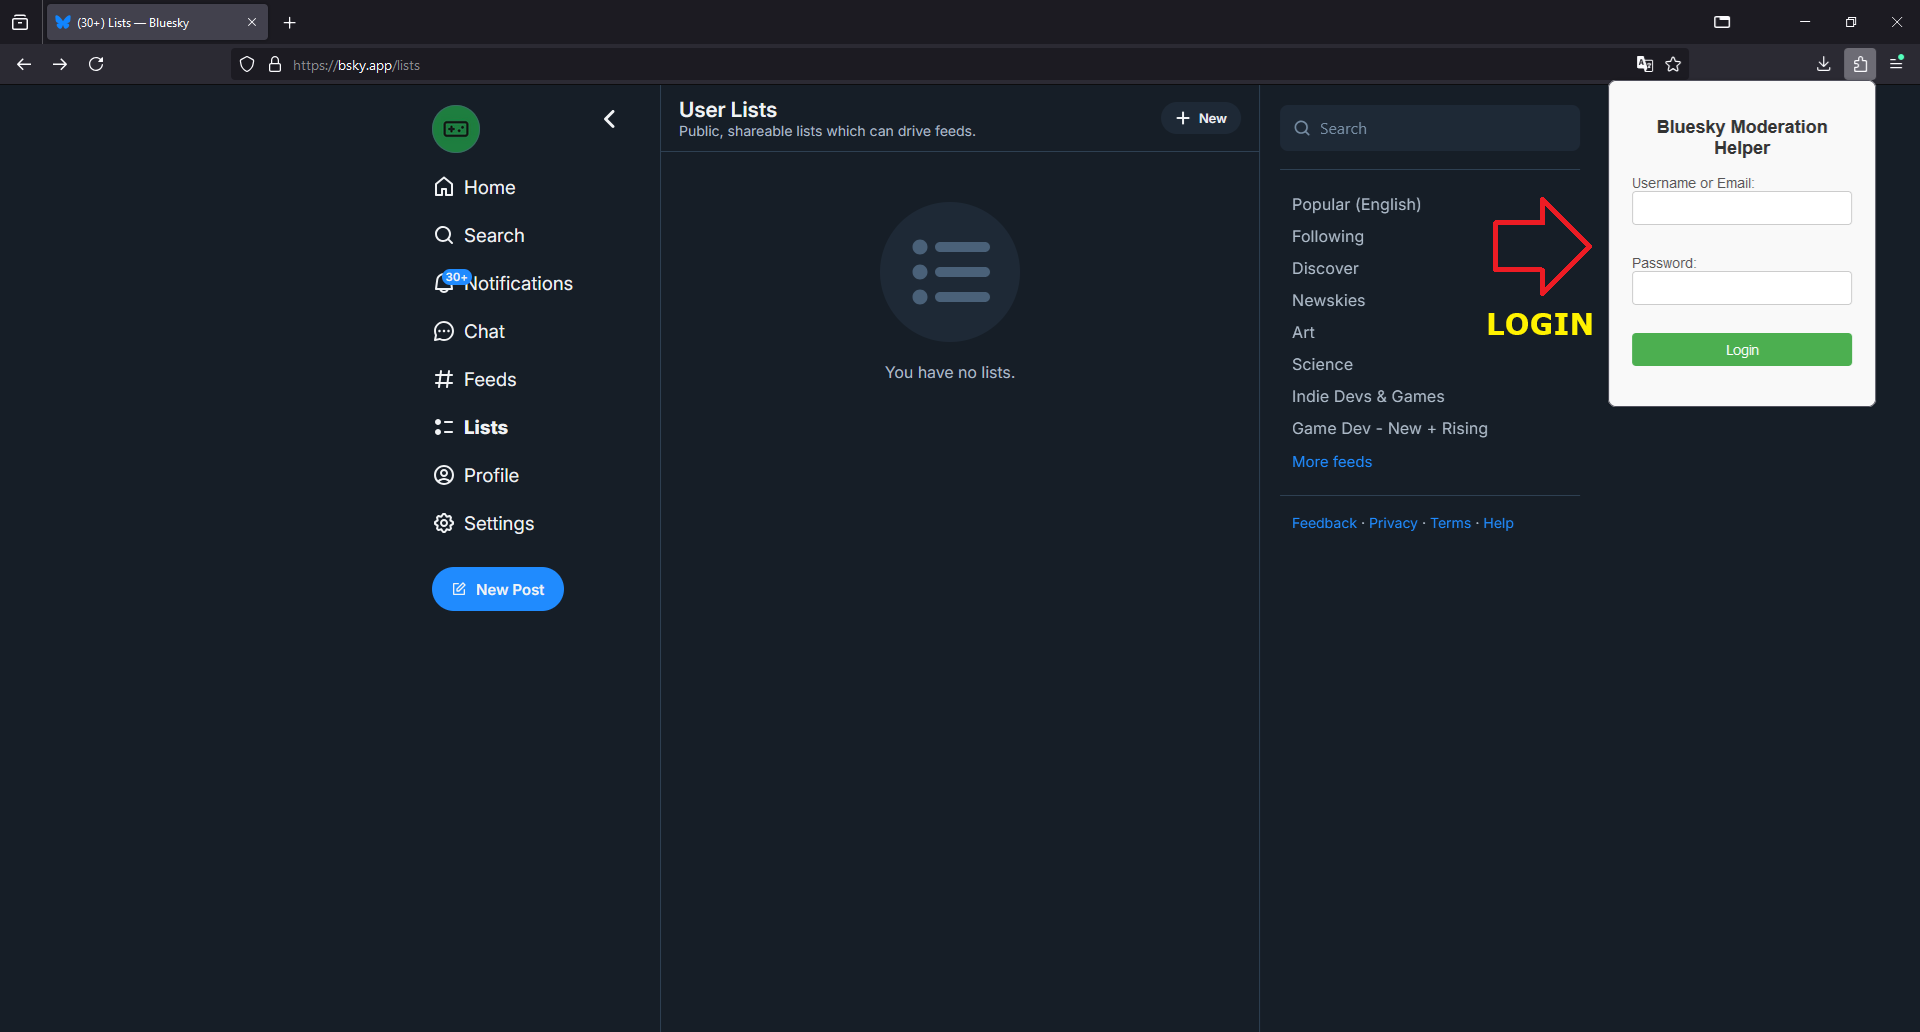 (30+) Lists — Bluesky
https://bsky.app/lists
Home
Search
30+
Notifications
Chat
Feeds
Lists
Profile
Settings
New Post
User Lists
Public, shareable lists which can drive feeds.
New
You have no lists.
Search
Popular (English)
Following
Discover
Newskies
Art
Science
Indie Devs & Games
Game Dev - New + Rising
More feeds
Feedback · Privacy · Terms · Help
LOGIN
Bluesky Moderation
Helper
Username or Email:
Password:
Login